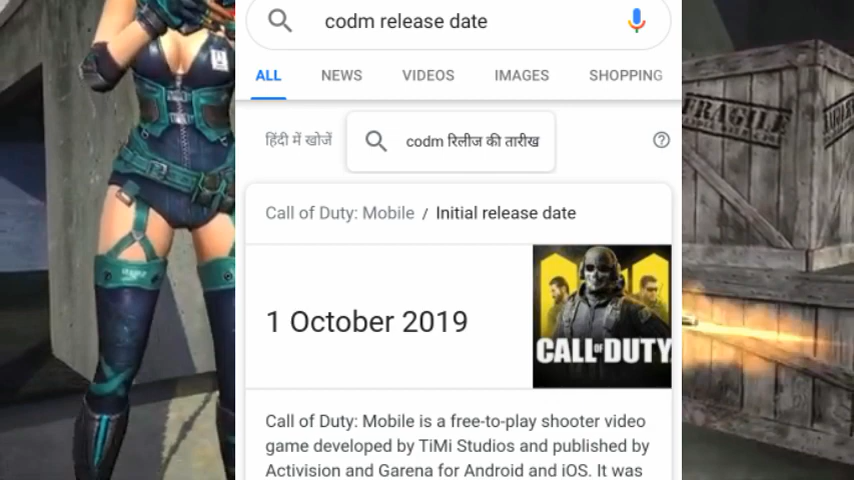 codm release date
ALL NEWS VIDEOS IMAGES SHOPPING
हिंदी में खोजें codm रिलीज की तारीख
Call of Duty: Mobile / Initial release date
FRAGILE
1 October 2019
CALL OF DUTY
Call of Duty: Mobile is a free-to-play shooter video
game developed by TiMi Studios and published by
Activision and Garena for Android and iOS. It was